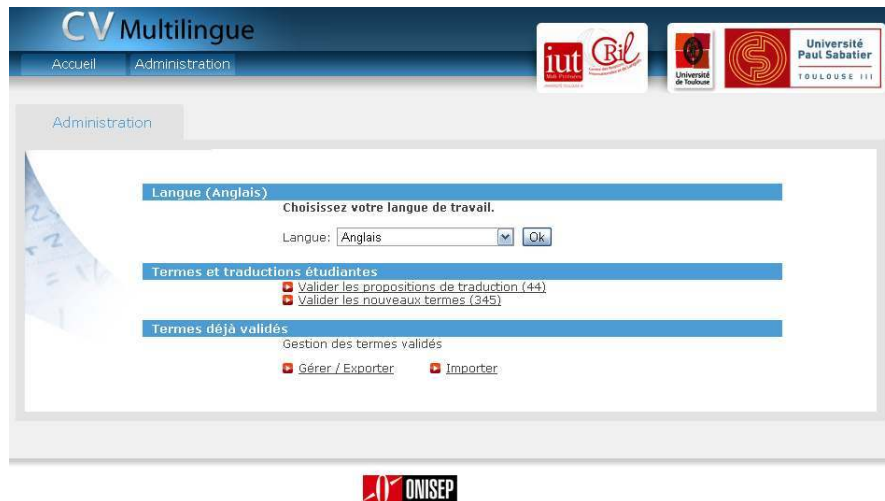 CV Multilingue
Accueil Administration
iut
CRiL
Université
de Toulouse
Université
Paul Sabatier
TOULOUSE III
Administration
Langue (Anglais)
Choisissez votre langue de travail.
Langue: Anglais Ok
Termes et traductions étudiantes
Valider les propositions de traduction (44)
Valider les nouveaux termes (345)
Termes déjà validés
Gestion des termes validés
Gérer / Exporter Importer
ONISEP